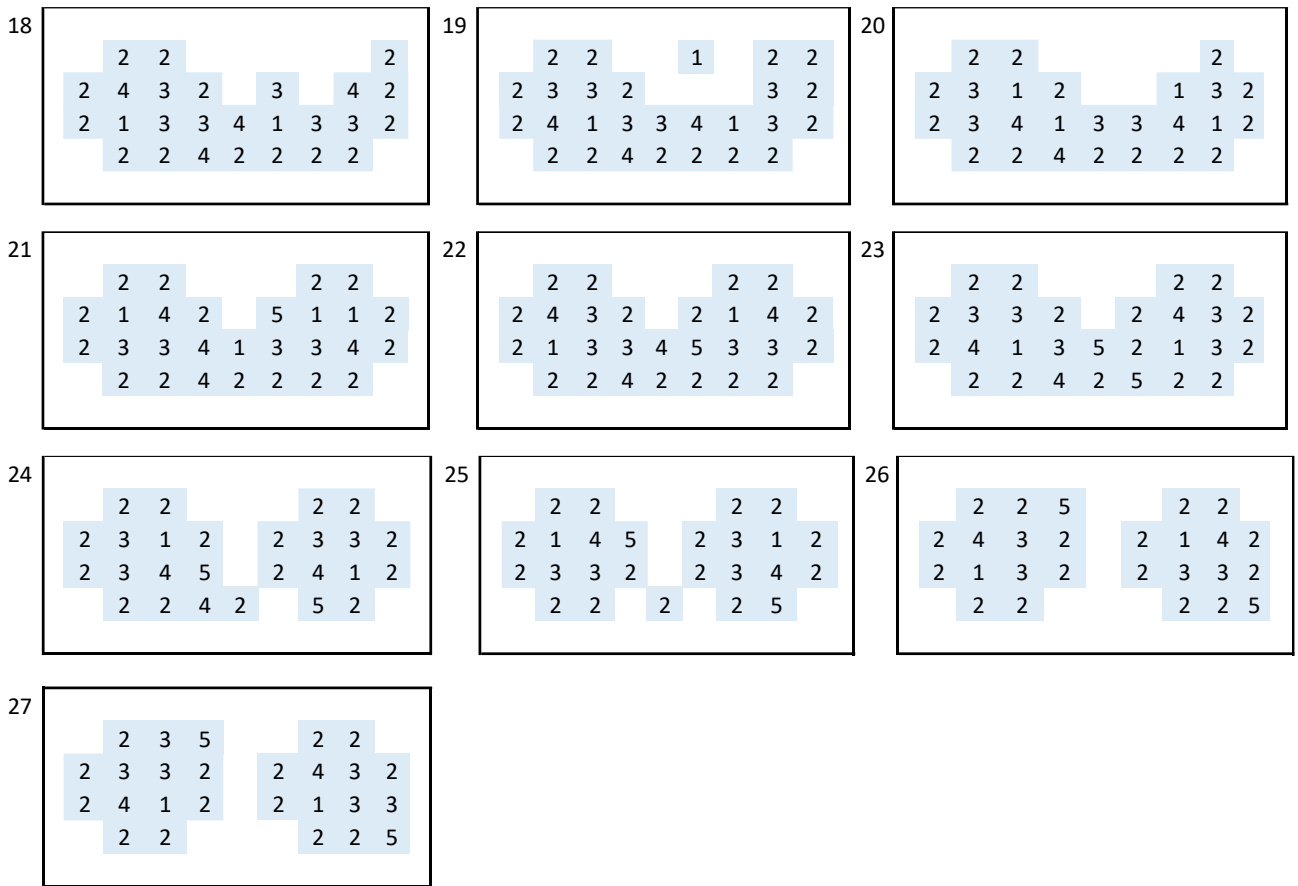 18
2 2 2
2 4 3 2 3 4 2
2 1 3 3 4 1 3 3 2
2 2 4 2 2 2 2
19
2 2 1 2 2
2 3 3 2 3 2
2 4 1 3 3 4 1 3 2
2 2 4 2 2 2 2
20
2 2 2
2 3 1 2 1 3 2
2 3 4 1 3 3 4 1 2
2 2 4 2 2 2 2
21
2 2 2 2
2 1 4 2 5 1 1 2
2 3 3 4 1 3 3 4 2
2 2 4 2 2 2 2
22
2 2 2 2
2 4 3 2 2 1 4 2
2 1 3 3 4 5 3 3 2
2 2 4 2 2 2 2
23
2 2 2 2
2 3 3 2 2 4 3 2
2 4 1 3 5 2 1 3 2
2 2 4 2 5 2 2
24
2 2 2 2
2 3 1 2 2 3 3 2
2 3 4 5 2 4 1 2
2 2 4 2 5 2
25
2 2 2 2
2 1 4 5 2 3 1 2
2 3 3 2 2 3 4 2
2 2 2 2 5
26
2 2 5 2 2
2 4 3 2 2 1 4 2
2 1 3 2 2 3 3 2
2 2 2 2 5
27
2 3 5 2 2
2 3 3 2 2 4 3 2
2 4 1 2 2 1 3 3
2 2 2 2 5